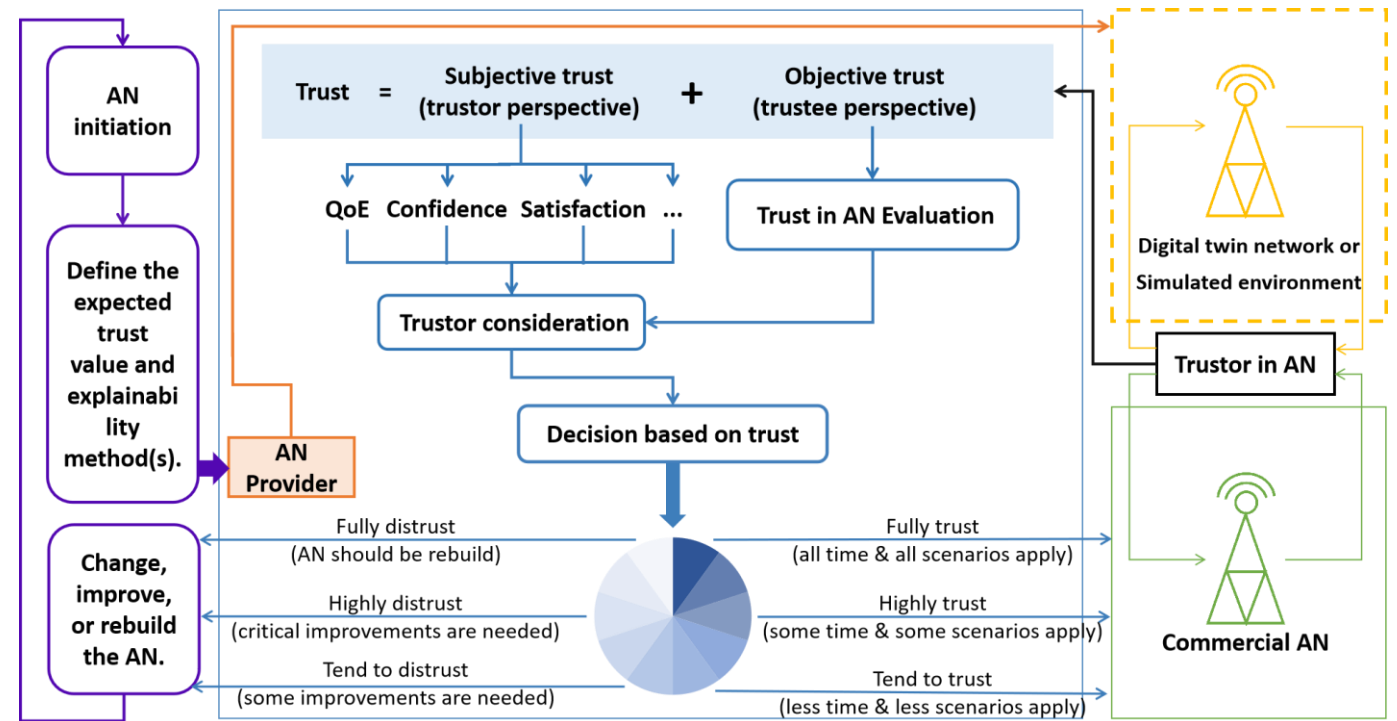 AN
initiation
Define the
expected
trust
value and
explainabi
lity
method(s).
Change,
improve,
or rebuild
the AN.
AN
Provider
Trust = Subjective trust + Objective trust
(trustor perspective) (trustee perspective)
QoE Confidence Satisfaction ...
Trust in AN Evaluation
Trustor consideration
Decision based on trust
Fully distrust
(AN should be rebuild)
Highly distrust
(critical improvements are needed)
Tend to distrust
(some improvements are needed)
Fully trust
(all time & all scenarios apply)
Highly trust
(some time & some scenarios apply)
Tend to trust
(less time & less scenarios apply)
Digital twin network or
Simulated environment
Trustor in AN
Commercial AN